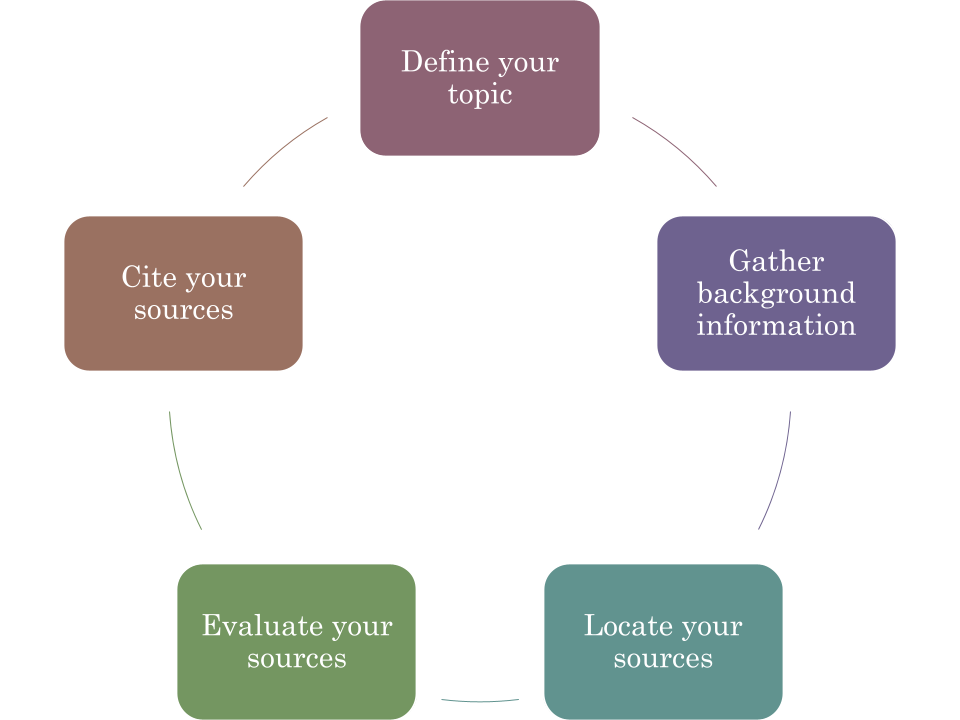 Define your
topic
Gather
background
information
Locate your
sources
Evaluate your
sources
Cite your
sources